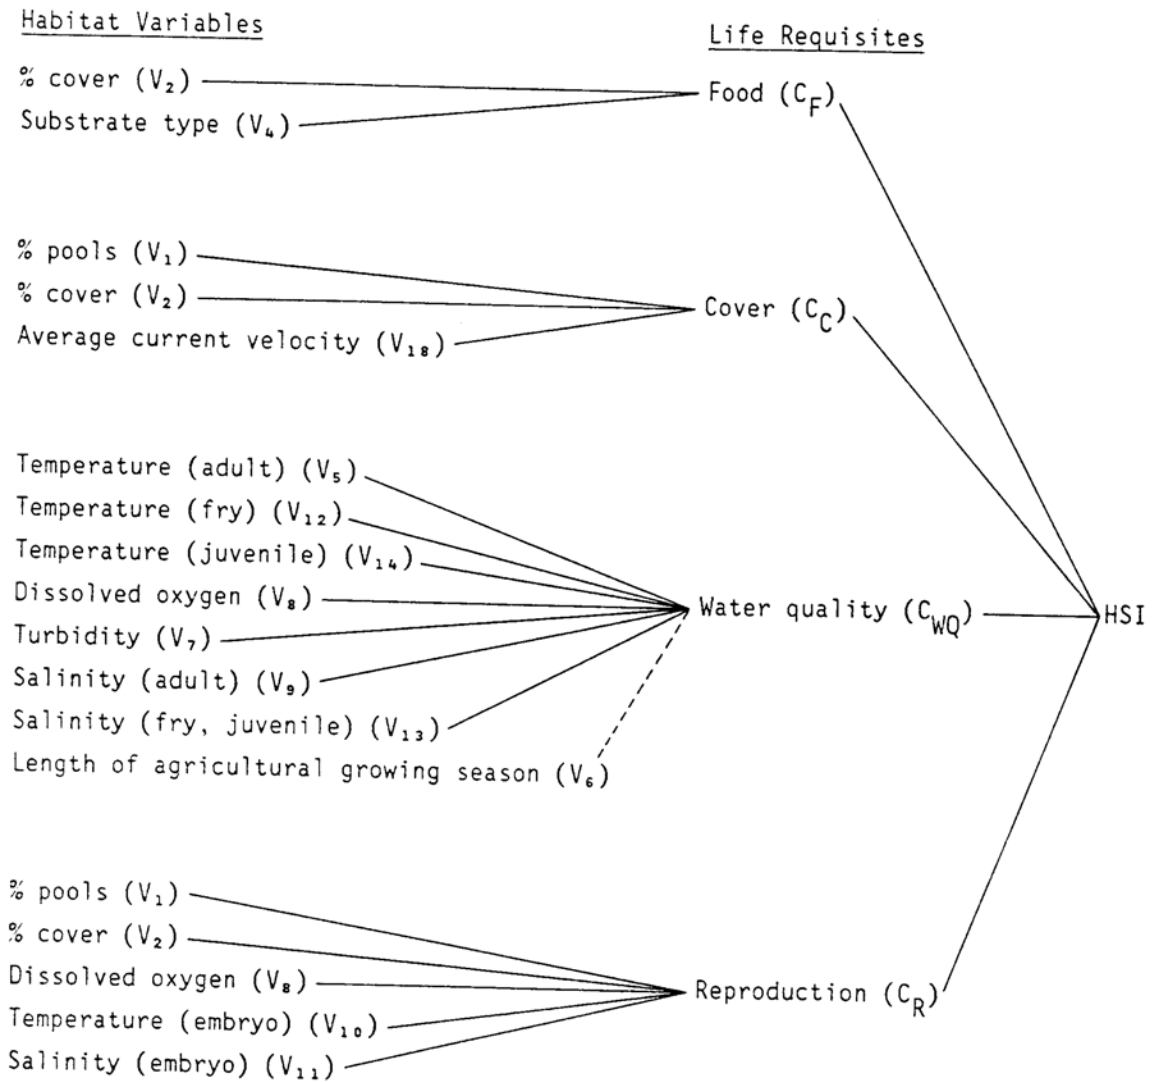 Habitat Variables
Life Requisites
% cover (V₂)
Food (C_F)
Substrate type (V₄)
% pools (V₁)
% cover (V₂)
Cover (C_C)
Average current velocity (V₁₈)
Temperature (adult) (V₅)
Temperature (fry) (V₁₂)
Temperature (juvenile) (V₁₄)
Dissolved oxygen (V₈)
Water quality (C_WQ)
HSI
Turbidity (V₇)
Salinity (adult) (V₉)
Salinity (fry, juvenile) (V₁₃)
Length of agricultural growing season (V₆)
% pools (V₁)
% cover (V₂)
Dissolved oxygen (V₈)
Reproduction (C_R)
Temperature (embryo) (V₁₀)
Salinity (embryo) (V₁₁)